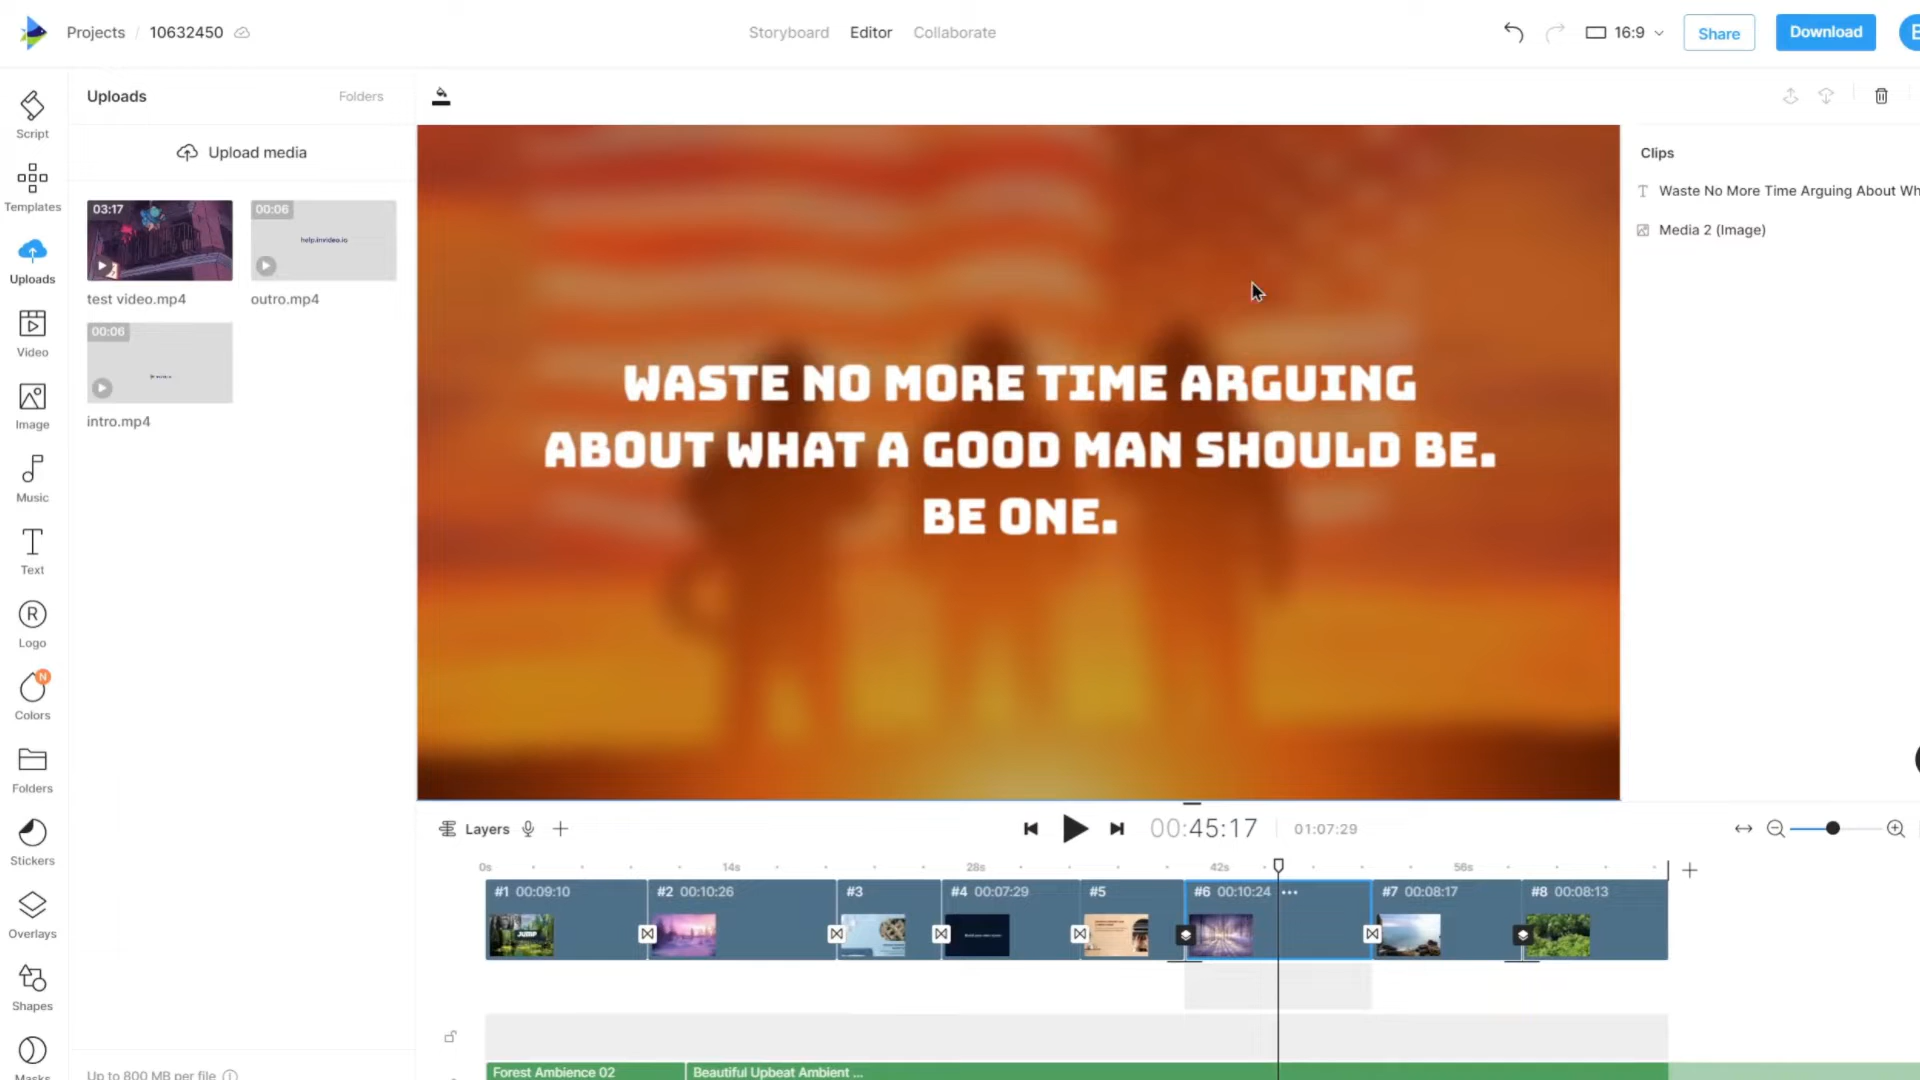 Projects / 10632450
Storyboard Editor Collaborate
16:9
Share
Download
Script
Templates
Uploads
Video
Image
Music
Text
Logo
N
Colors
Folders
Stickers
Overlays
Shapes
Masks
Uploads
Folders
Upload media
03:17
test video.mp4
00:06
help.invideo.io
outro.mp4
00:06
intro.mp4
Up to 800 MB per file
WASTE NO MORE TIME ARGUING
ABOUT WHAT A GOOD MAN SHOULD BE.
BE ONE.
Clips
Waste No More Time Arguing About Wh
Media 2 (Image)
Layers
00:45:17
01:07:29
0s 14s 28s 42s 56s
#1 00:09:10
JUMP
#2 00:10:26
#3
#4 00:07:29
#5
#6 00:10:24
#7 00:08:17
#8 00:08:13
Forest Ambience 02
Beautiful Upbeat Ambient ...